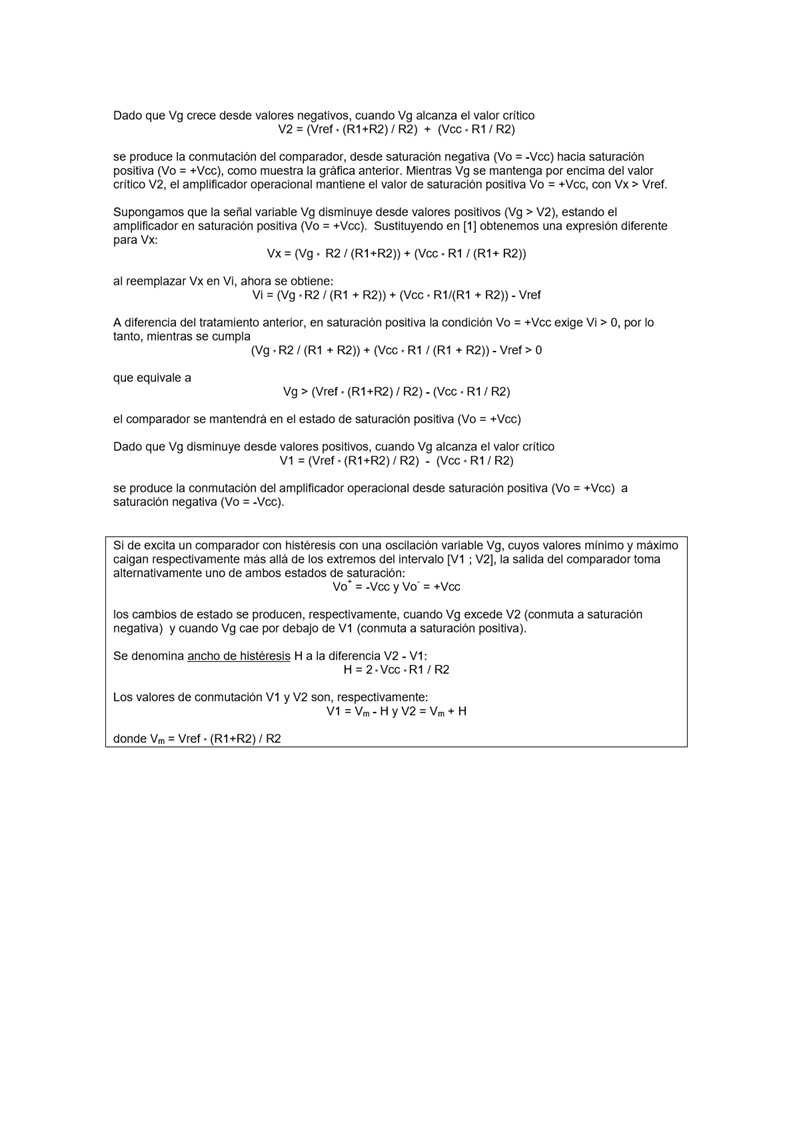 Dado que Vg crece desde valores negativos, cuando Vg alcanza el valor crítico
V2 = (Vref * (R1+R2) / R2) + (Vcc * R1 / R2)
se produce la conmutación del comparador, desde saturación negativa (Vo = -Vcc) hacia saturación
positiva (Vo = +Vcc), como muestra la gráfica anterior. Mientras Vg se mantenga por encima del valor
crítico V2, el amplificador operacional mantiene el valor de saturación positiva Vo = +Vcc, con Vx > Vref.
Supongamos que la señal variable Vg disminuye desde valores positivos (Vg > V2), estando el
amplificador en saturación positiva (Vo = +Vcc). Sustituyendo en [1] obtenemos una expresión diferente
para Vx:
Vx = (Vg * R2 / (R1+R2)) + (Vcc * R1 / (R1+ R2))
al reemplazar Vx en Vi, ahora se obtiene:
Vi = (Vg * R2 / (R1 + R2)) + (Vcc * R1/(R1 + R2)) - Vref
A diferencia del tratamiento anterior, en saturación positiva la condición Vo = +Vcc exige Vi > 0, por lo
tanto, mientras se cumpla
(Vg * R2 / (R1 + R2)) + (Vcc * R1 / (R1 + R2)) - Vref > 0
que equivale a
Vg > (Vref * (R1+R2) / R2) - (Vcc * R1 / R2)
el comparador se mantendrá en el estado de saturación positiva (Vo = +Vcc)
Dado que Vg disminuye desde valores positivos, cuando Vg alcanza el valor crítico
V1 = (Vref * (R1+R2) / R2) - (Vcc * R1 / R2)
se produce la conmutación del amplificador operacional desde saturación positiva (Vo = +Vcc) a
saturación negativa (Vo = -Vcc).
Si de excita un comparador con histéresis con una oscilación variable Vg, cuyos valores mínimo y máximo
caigan respectivamente más allá de los extremos del intervalo [V1 ; V2], la salida del comparador toma
alternativamente uno de ambos estados de saturación:
Vo⁺ = -Vcc y Vo⁻ = +Vcc
los cambios de estado se producen, respectivamente, cuando Vg excede V2 (conmuta a saturación
negativa) y cuando Vg cae por debajo de V1 (conmuta a saturación positiva).
Se denomina ancho de histéresis H a la diferencia V2 - V1:
H = 2 * Vcc * R1 / R2
Los valores de conmutación V1 y V2 son, respectivamente:
V1 = Vₘ - H y V2 = Vₘ + H
donde Vₘ = Vref * (R1+R2) / R2